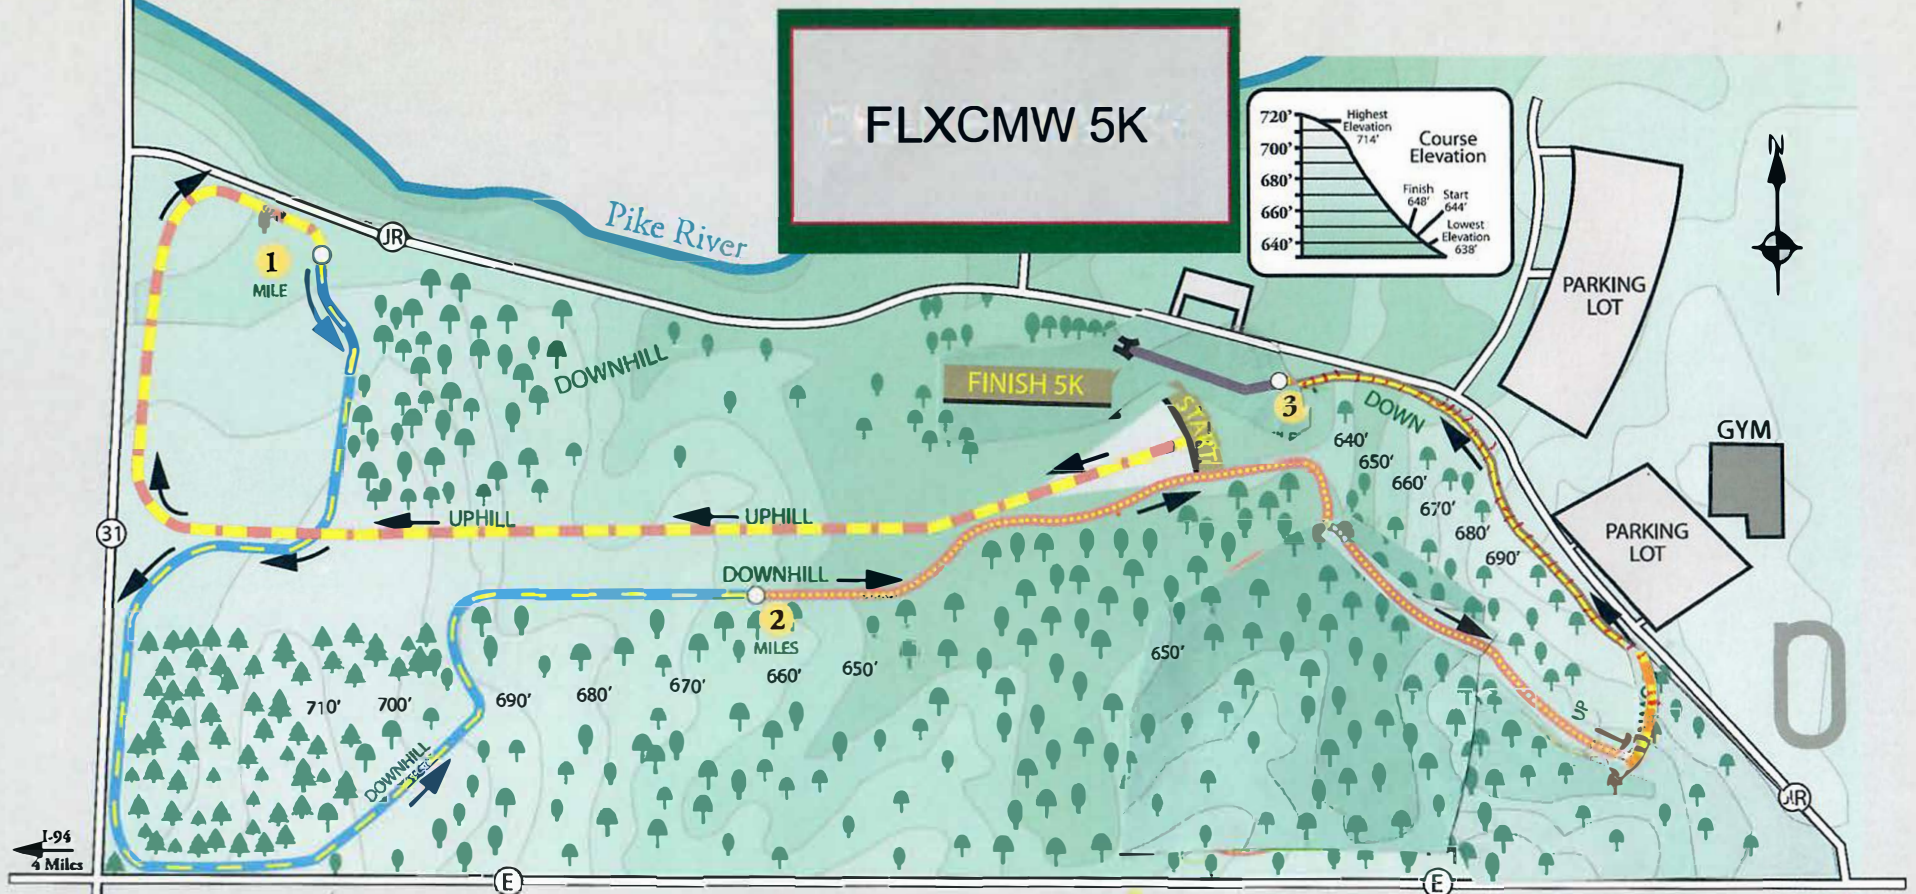 FLXCMW 5K
720'
700'
680'
660'
640'
Highest
Elevation
714'
Course
Elevation
Finish
648'
Start
644'
Lowest
Elevation
638'
N
Pike River
JR
1
MILE
DOWNHILL
FINISH 5K
START
3
DOWN
PARKING
LOT
GYM
PARKING
LOT
640'
650'
660'
670'
680'
690'
31
UPHILL
UPHILL
DOWNHILL
2
MILES
710'
700'
690'
680'
670'
660'
650'
650'
UP
DOWNHILL
JR
I-94
4 Miles
E
E